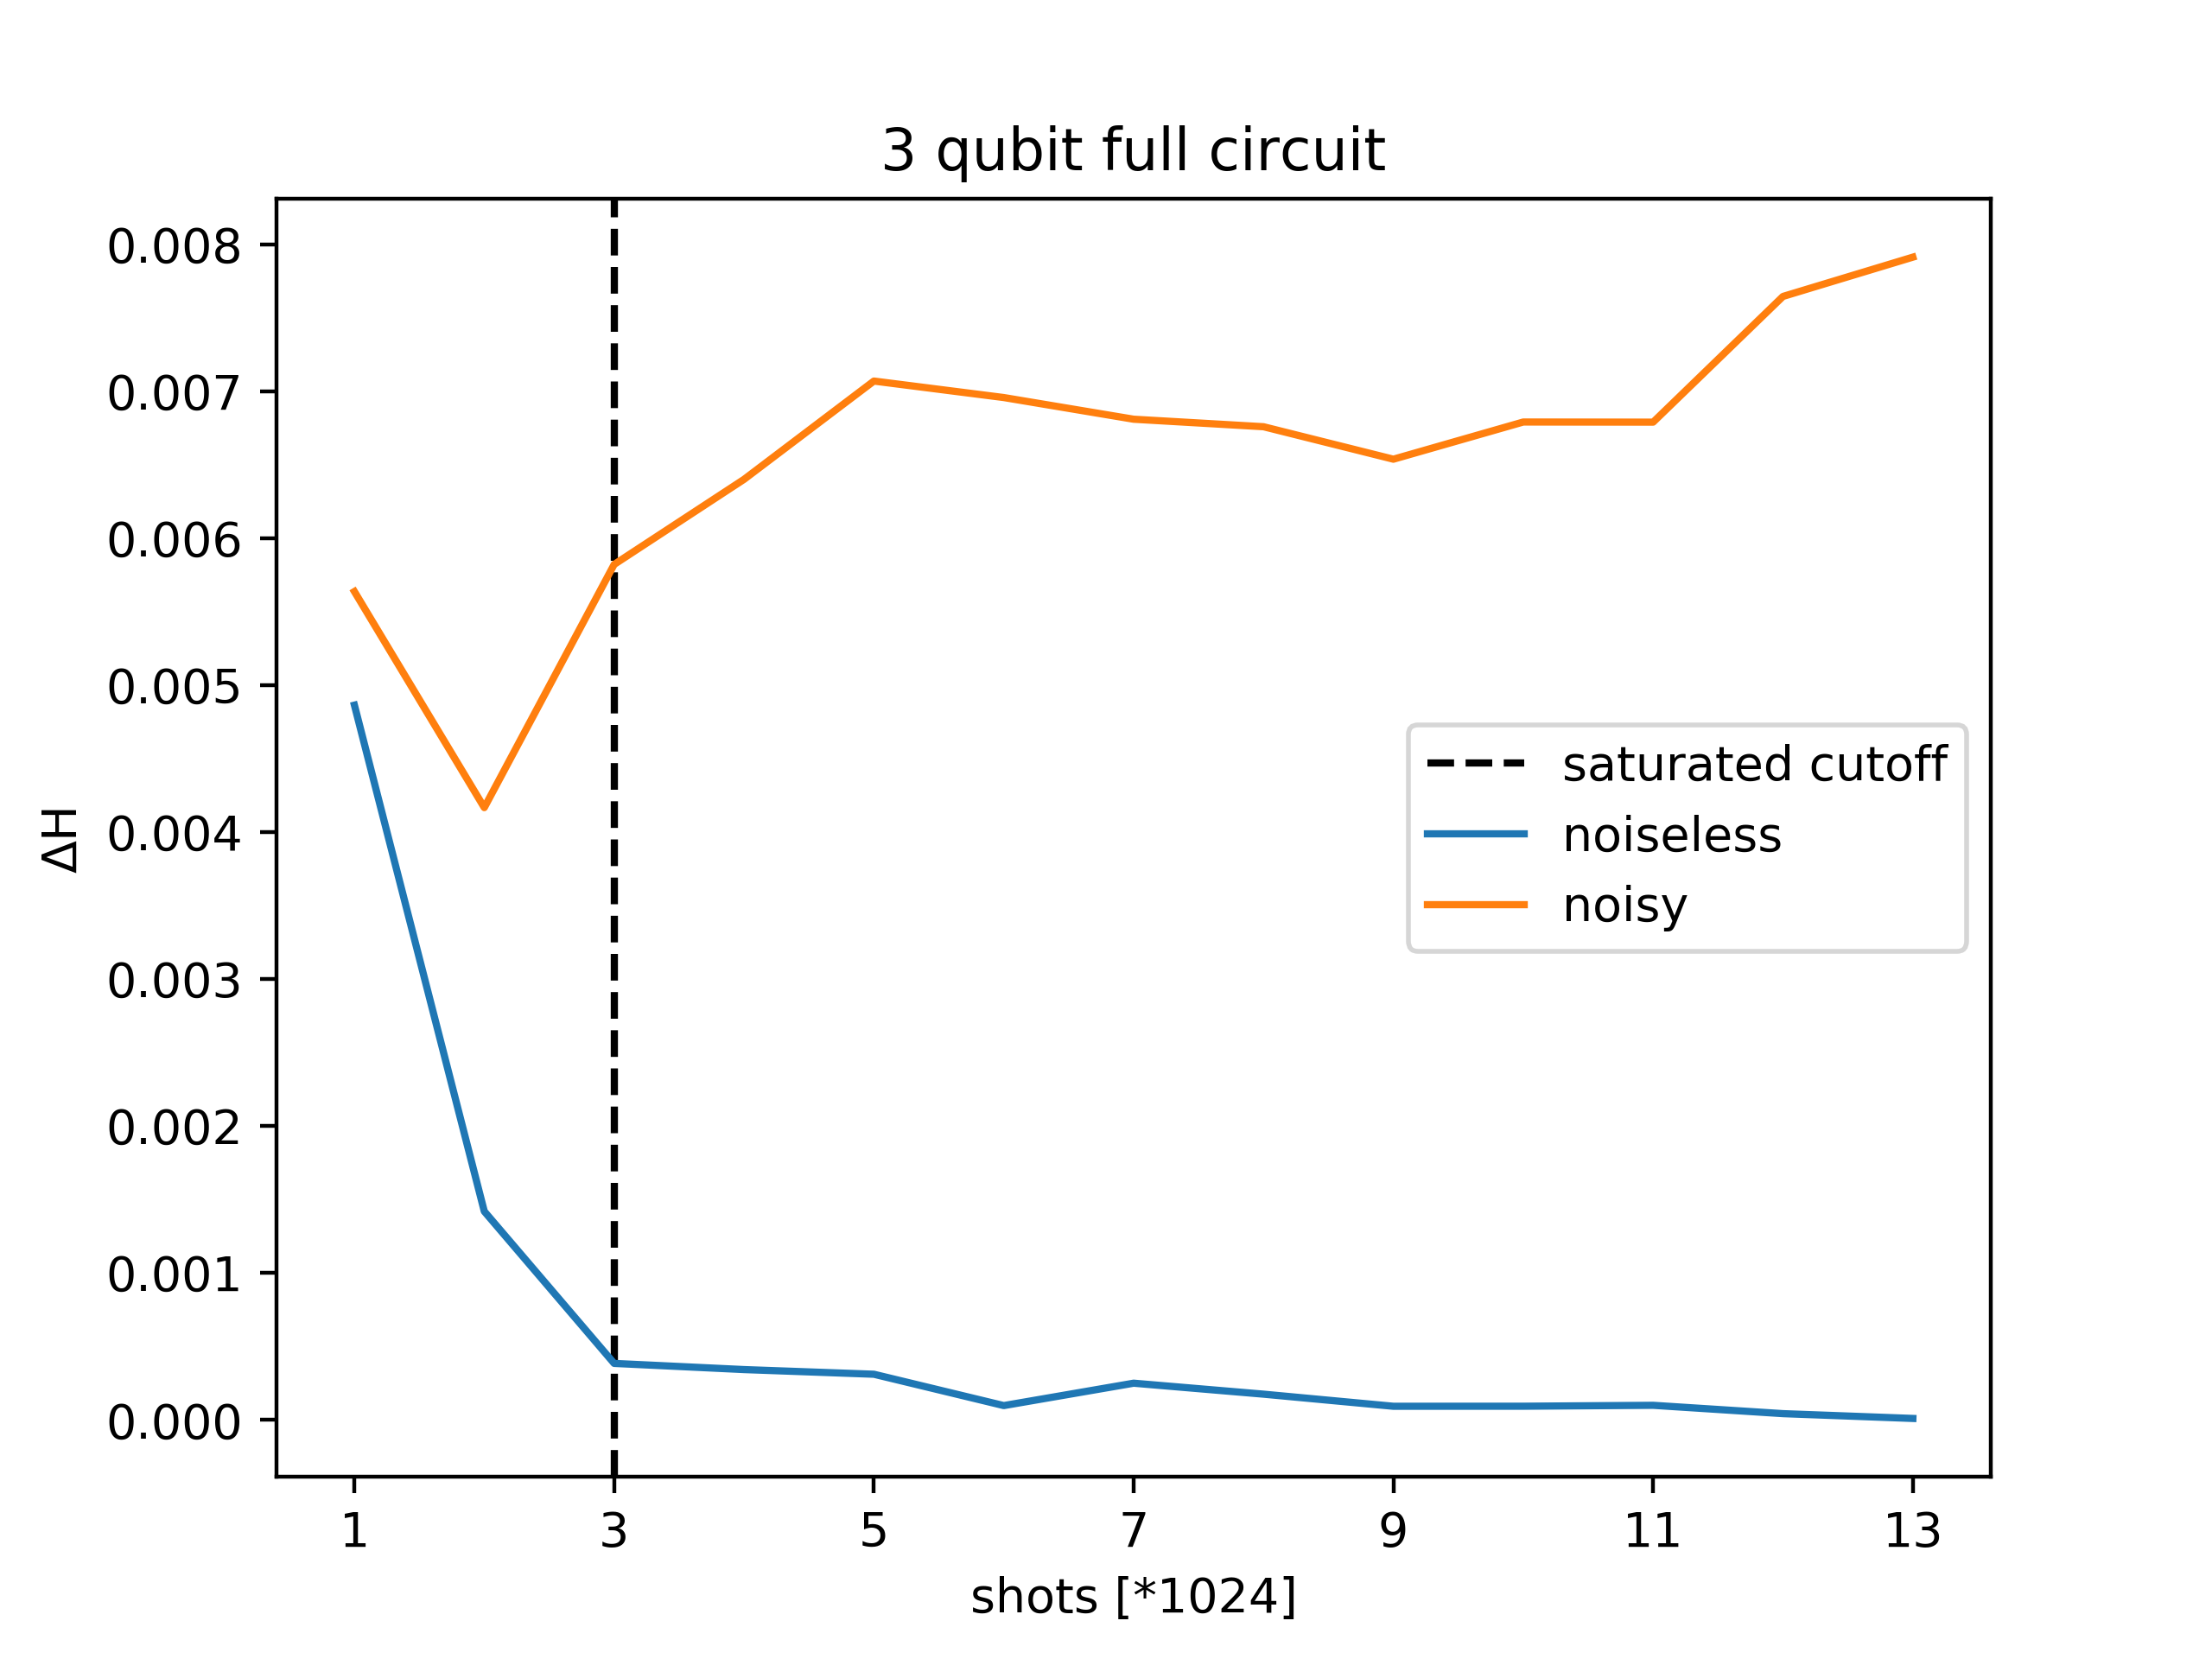 3 qubit full circuit
0.008
0.007
0.006
0.005
0.004
0.003
0.002
0.001
0.000
ΔH
saturated cutoff
noiseless
noisy
1 3 5 7 9 11 13
shots [*1024]